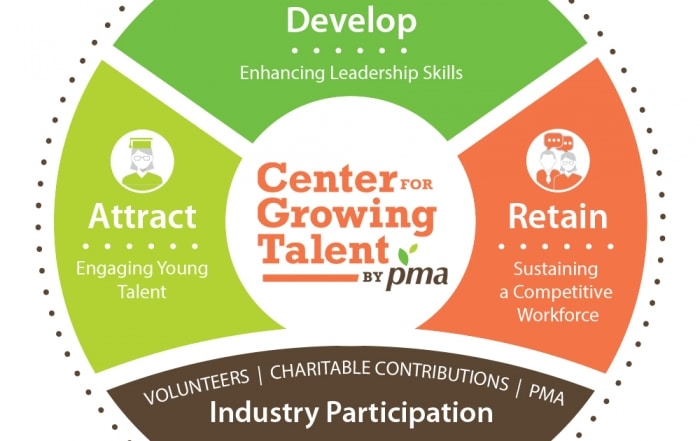 Develop
Enhancing Leadership Skills
Attract
Engaging Young
Talent
Center FOR
Growing
Talent
BY pma
Retain
Sustaining
a Competitive
Workforce
VOLUNTEERS | CHARITABLE CONTRIBUTIONS | PMA
Industry Participation